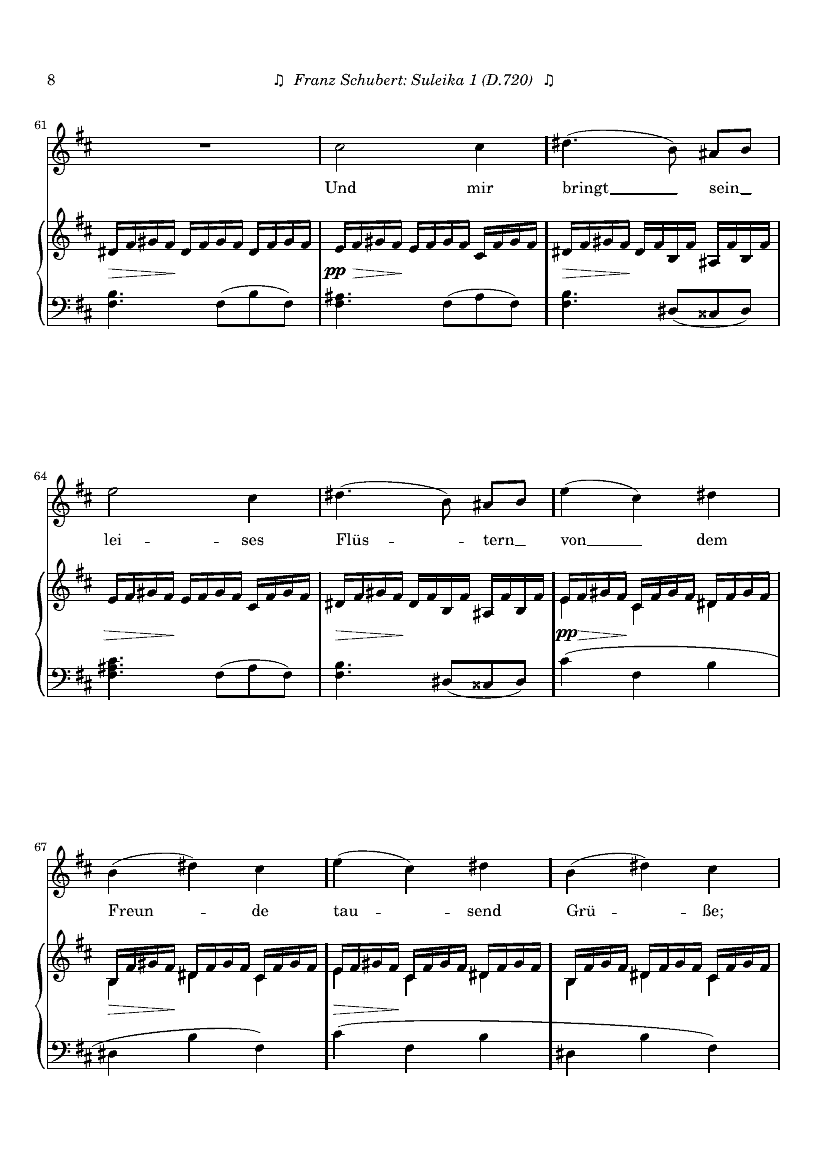 8
♫ Franz Schubert: Suleika 1 (D.720) ♫
61
Und mir bringt sein
pp
64
lei - - ses Flüs - - tern von dem
pp
67
Freun - de tau - - send Grü - - ße;